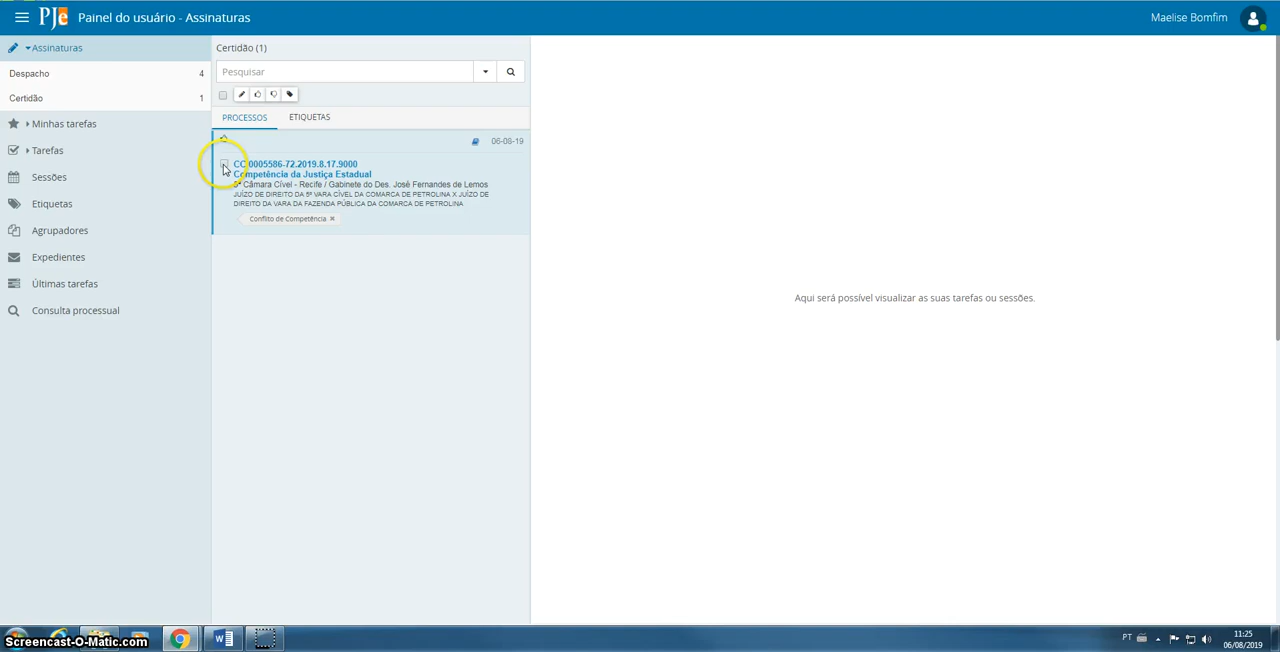 PJe Painel do usuário - Assinaturas
Maelise Bomfim
Assinaturas
Despacho 4
Certidão 1
Minhas tarefas
Tarefas
Sessões
Etiquetas
Agrupadores
Expedientes
Últimas tarefas
Consulta processual
Certidão (1)
Pesquisar
PROCESSOS ETIQUETAS
06-08-19
CC 0005586-72.2019.8.17.9000
Competência da Justiça Estadual
5ª Câmara Cível - Recife / Gabinete do Des. José Fernandes de Lemos
JUÍZO DE DIREITO DA 5ª VARA CÍVEL DA COMARCA DE PETROLINA X JUÍZO DE
DIREITO DA VARA DA FAZENDA PÚBLICA DA COMARCA DE PETROLINA
Conflito de Competência ×
Aqui será possível visualizar as suas tarefas ou sessões.
Screencast-O-Matic.com
PT
11:25
06/08/2019